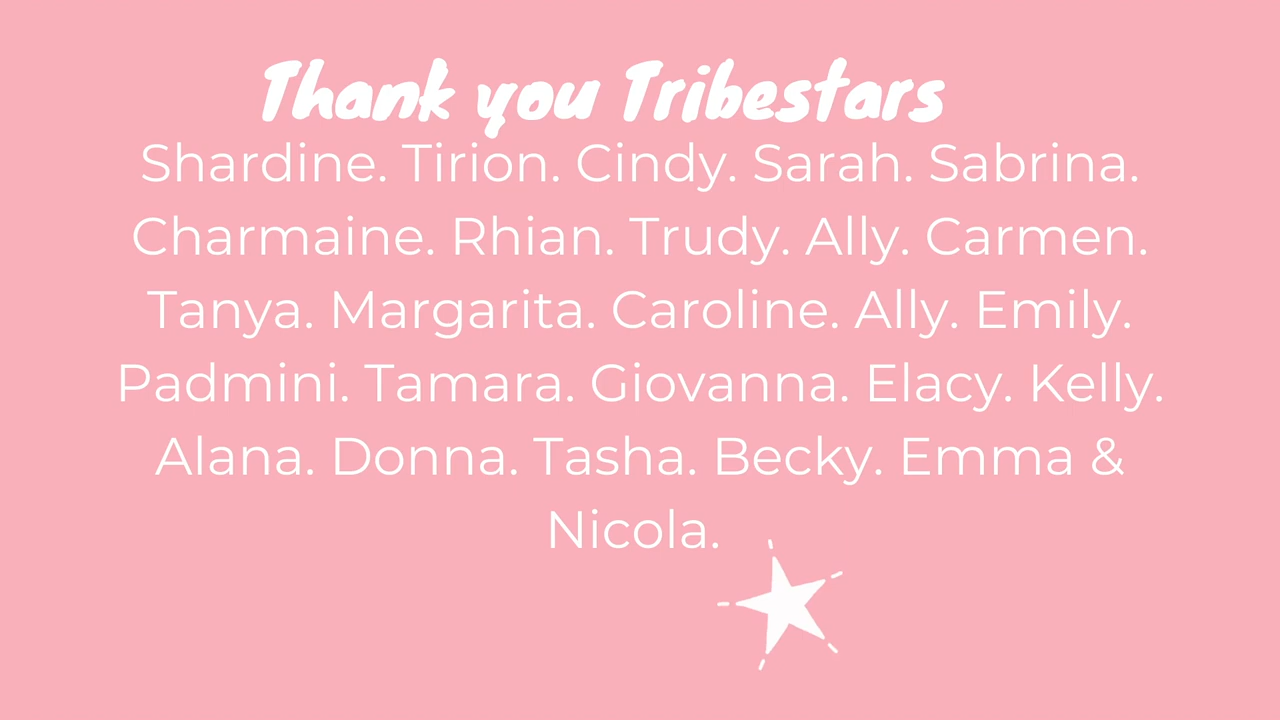 Thank you Tribestars
Shardine. Tirion. Cindy. Sarah. Sabrina.
Charmaine. Rhian. Trudy. Ally. Carmen.
Tanya. Margarita. Caroline. Ally. Emily.
Padmini. Tamara. Giovanna. Elacy. Kelly.
Alana. Donna. Tasha. Becky. Emma &
Nicola.